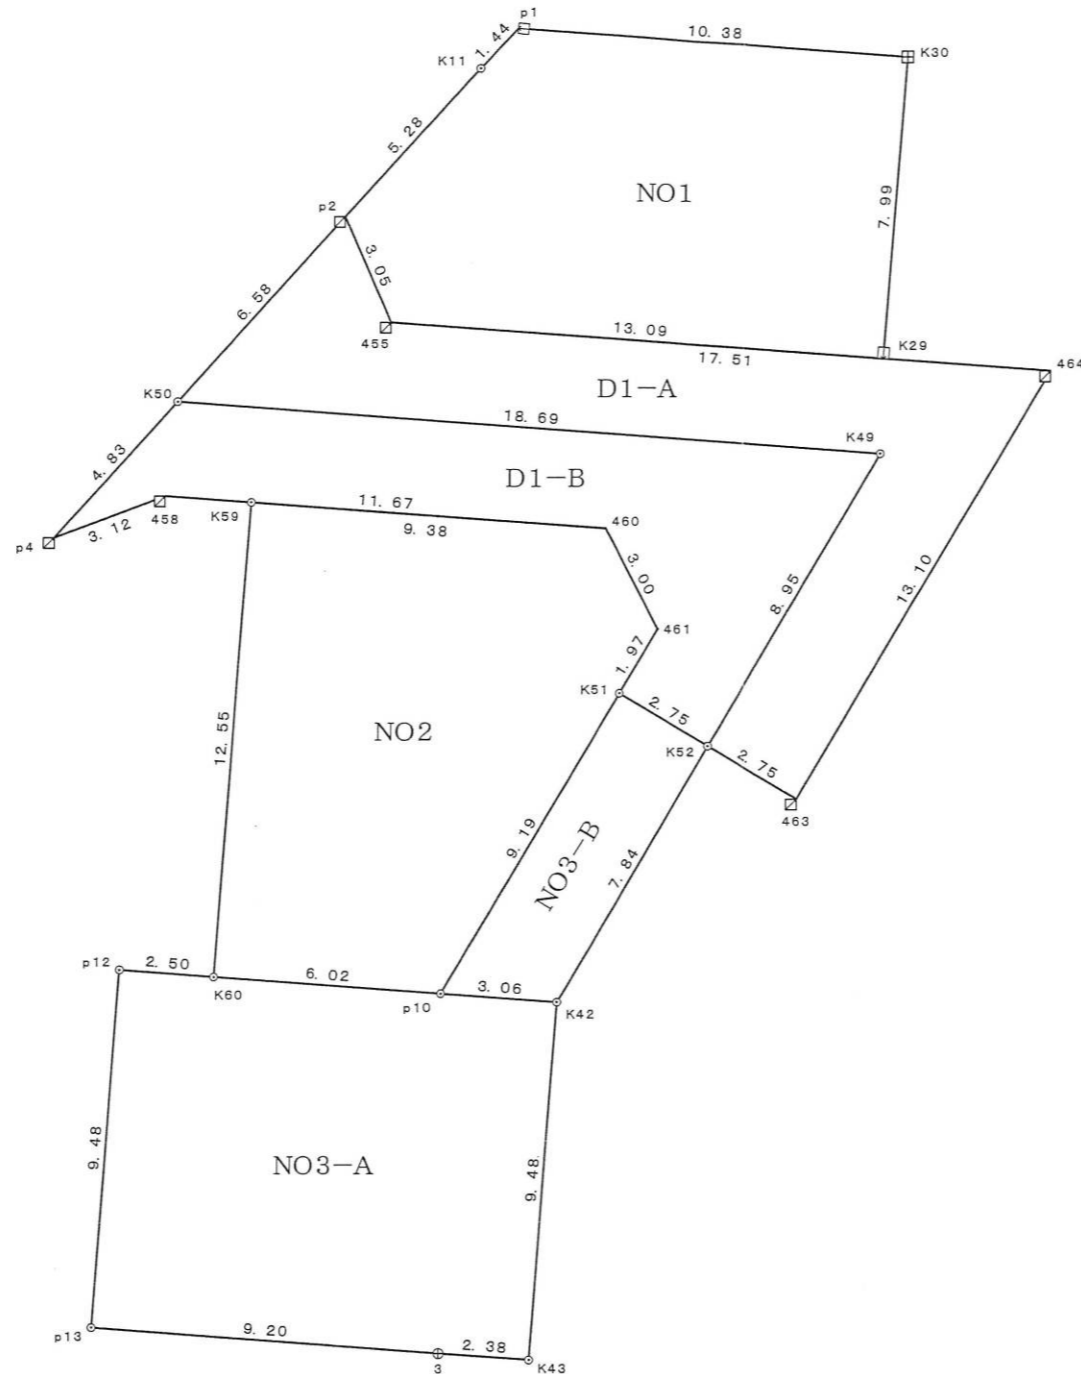 p1
10. 38
K30
1. 44
K11
5. 28
NO1
7. 99
p2
3. 05
6. 58
13. 09
K29
455
17. 51
464
D1-A
K50
18. 69
K49
4. 83
D1-B
11. 67
458
K59
9. 38
460
p4
3. 12
3. 00
13. 10
8. 95
461
1. 97
K51
2. 75
12. 55
NO2
K52
2. 75
463
9. 19
NO3-B
7. 84
p12
2. 50
6. 02
K60
3. 06
p10
K42
9. 48
NO3-A
9. 48
p13
9. 20
2. 38
3
K43